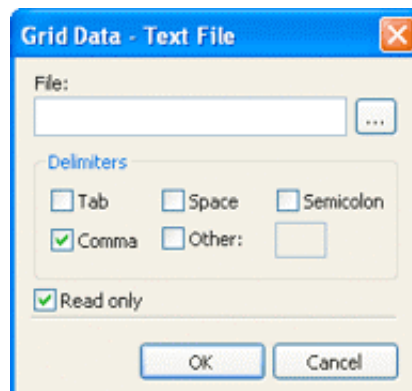 Grid Data - Text File
File:
...
Delimiters
Tab Space Semicolon
Comma Other:
Read only
OK Cancel